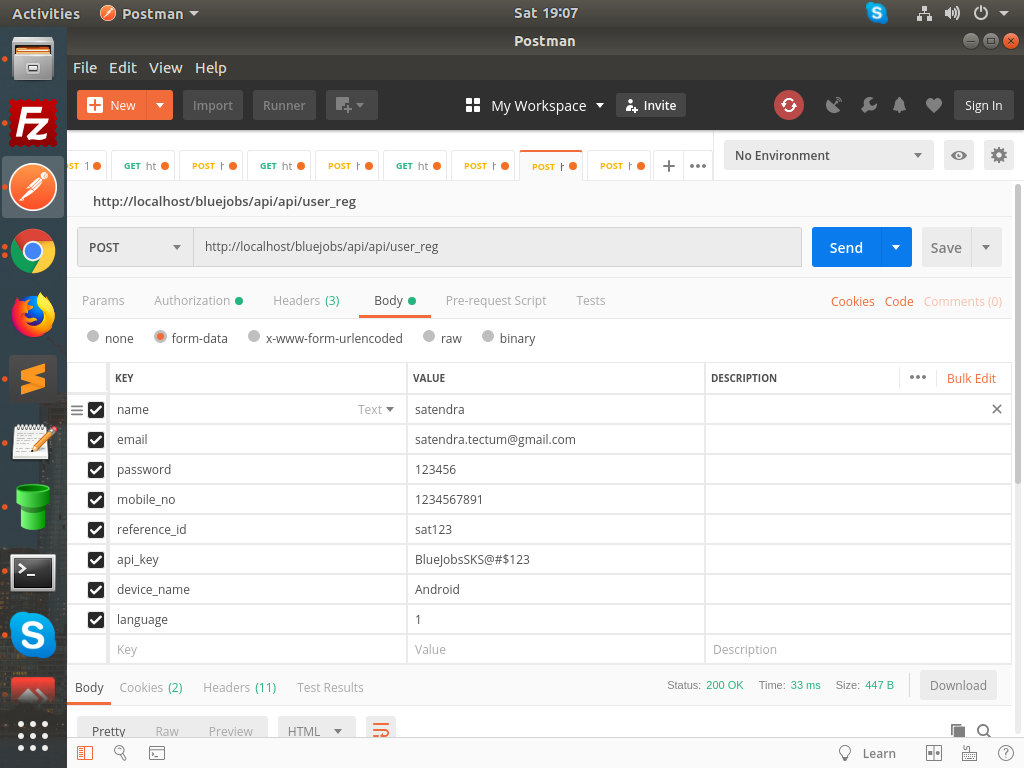 Activities Postman Sat 19:07
Postman
File Edit View Help
New Import Runner My Workspace Invite Sign In
ST 1 GET ht POST h GET ht POST h GET ht POST h POST h POST h No Environment
http://localhost/bluejobs/api/api/user_reg
POST http://localhost/bluejobs/api/api/user_reg Send Save
Params Authorization Headers (3) Body Pre-request Script Tests Cookies Code Comments (0)
none form-data x-www-form-urlencoded raw binary
KEY VALUE DESCRIPTION Bulk Edit
name Text satendra
email satendra.tectum@gmail.com
password 123456
mobile_no 1234567891
reference_id sat123
api_key BlueJobsSKS@#$123
device_name Android
language 1
Key Value Description
Body Cookies (2) Headers (11) Test Results Status: 200 OK Time: 33 ms Size: 447 B Download
Pretty Raw Preview HTML
Learn